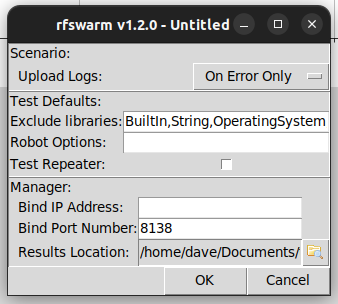 rfswarm v1.2.0 - Untitled
Scenario:
Upload Logs: On Error Only
Test Defaults:
Exclude libraries: BuiltIn,String,OperatingSystem
Robot Options:
Test Repeater:
Manager:
Bind IP Address:
Bind Port Number: 8138
Results Location: /home/dave/Documents/
OK Cancel